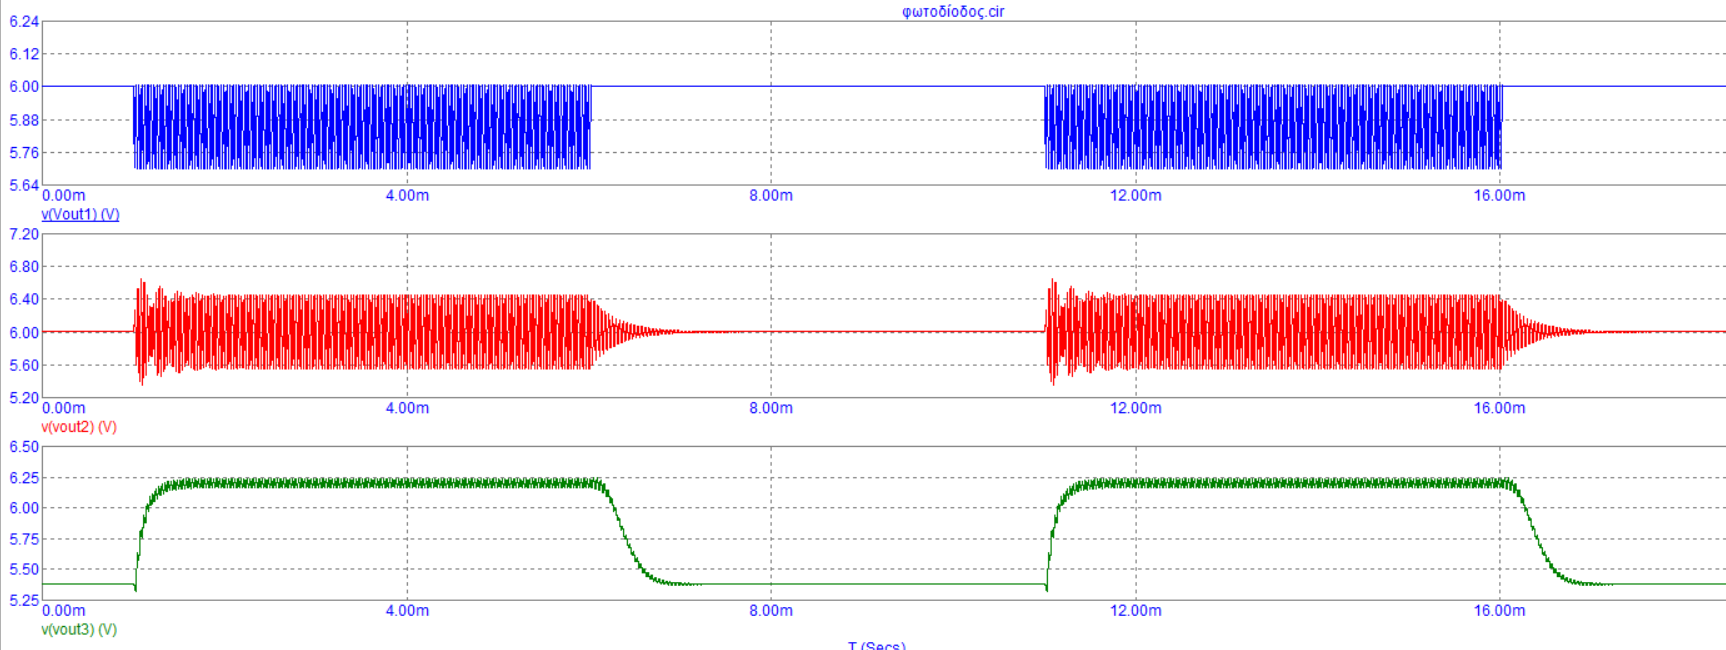 φωτοδίοδος.cir
6.24
6.12
6.00
5.88
5.76
5.64
0.00m 4.00m 8.00m 12.00m 16.00m
v(Vout1) (V)
7.20
6.80
6.40
6.00
5.60
5.20
0.00m 4.00m 8.00m 12.00m 16.00m
v(vout2) (V)
6.50
6.25
6.00
5.75
5.50
5.25
0.00m 4.00m 8.00m 12.00m 16.00m
v(vout3) (V)
T (Secs)